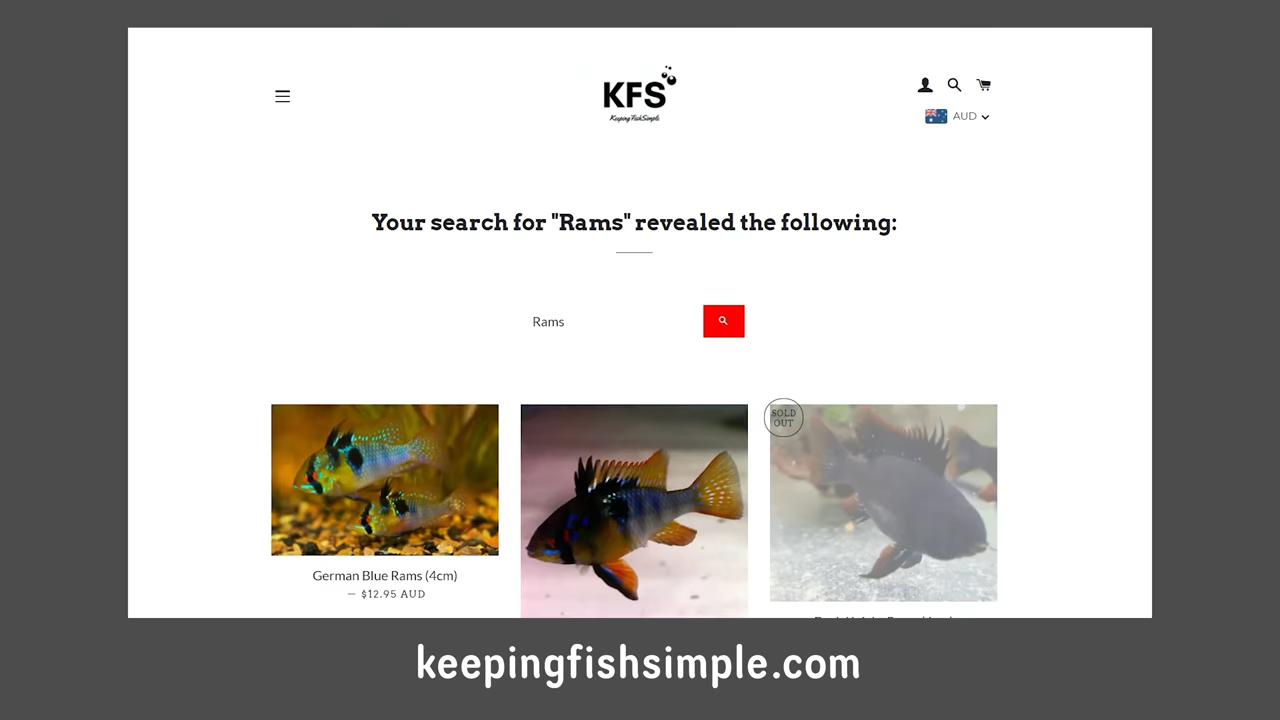 KFS
KeepingFishSimple
AUD
Your search for "Rams" revealed the following:
Rams
SOLD
OUT
German Blue Rams (4cm)
— $12.95 AUD
keepingfishsimple.com